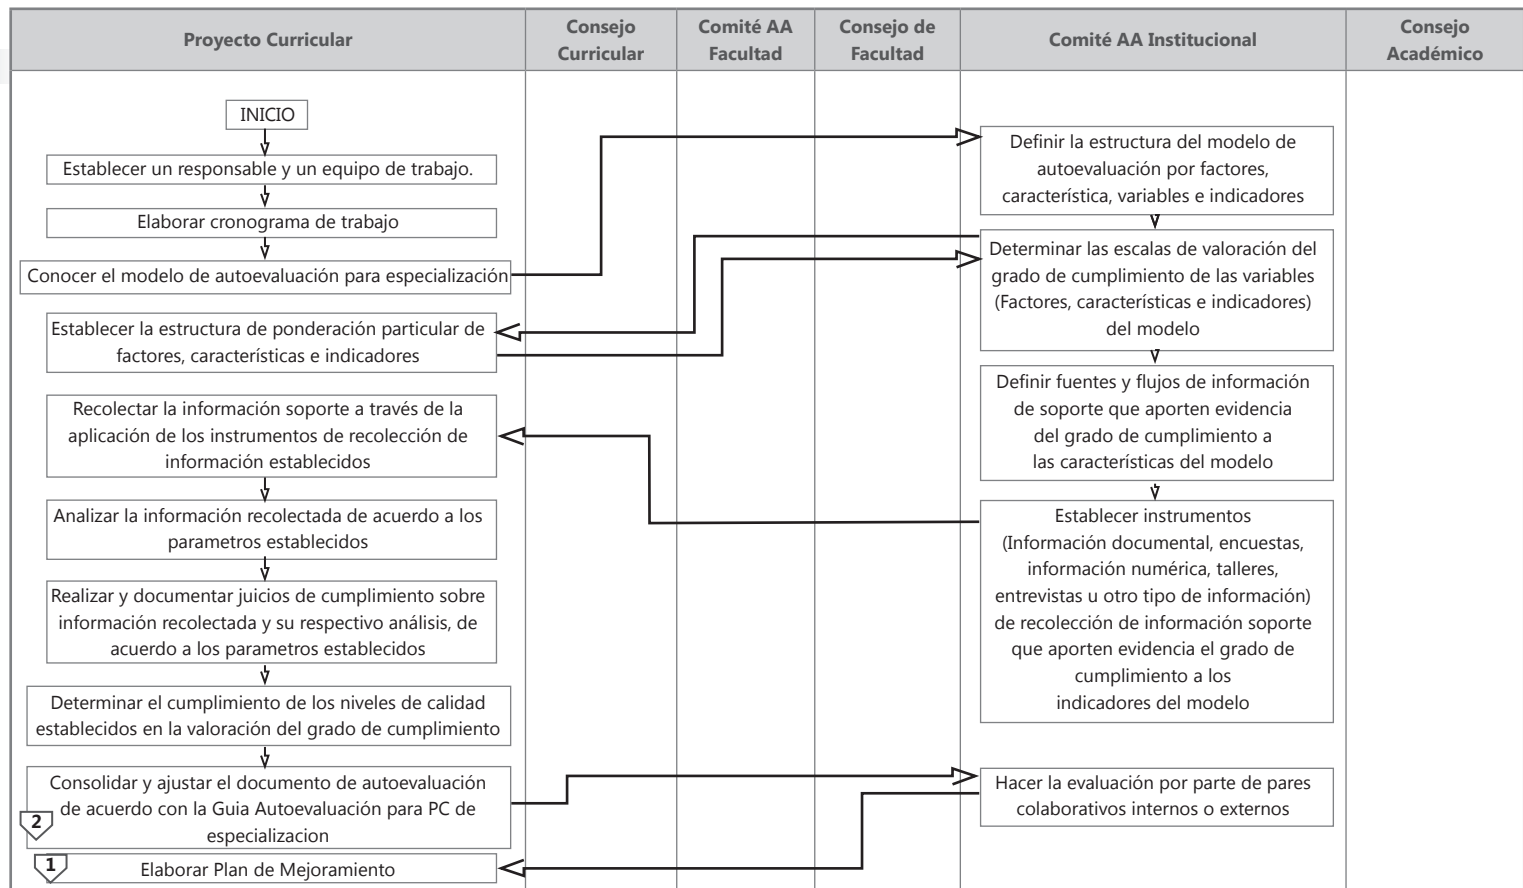 Proyecto Curricular
Consejo
Curricular
Comité AA
Facultad
Consejo de
Facultad
Comité AA Institucional
Consejo
Académico
INICIO
Establecer un responsable y un equipo de trabajo.
Elaborar cronograma de trabajo
Conocer el modelo de autoevaluación para especialización
Definir la estructura del modelo de
autoevaluación por factores,
característica, variables e indicadores
Determinar las escalas de valoración del
grado de cumplimiento de las variables
(Factores, características e indicadores)
del modelo
Establecer la estructura de ponderación particular de
factores, características e indicadores
Definir fuentes y flujos de información
de soporte que aporten evidencia
del grado de cumplimiento a
las características del modelo
Establecer instrumentos
(Información documental, encuestas,
información numérica, talleres,
entrevistas u otro tipo de información)
de recolección de información soporte
que aporten evidencia el grado de
cumplimiento a los
indicadores del modelo
Recolectar la información soporte a través de la
aplicación de los instrumentos de recolección de
información establecidos
Analizar la información recolectada de acuerdo a los
parametros establecidos
Realizar y documentar juicios de cumplimiento sobre
información recolectada y su respectivo análisis, de
acuerdo a los parametros establecidos
Determinar el cumplimiento de los niveles de calidad
establecidos en la valoración del grado de cumplimiento
Consolidar y ajustar el documento de autoevaluación
de acuerdo con la Guia Autoevaluación para PC de
especializacion
2
Hacer la evaluación por parte de pares
colaborativos internos o externos
1
Elaborar Plan de Mejoramiento